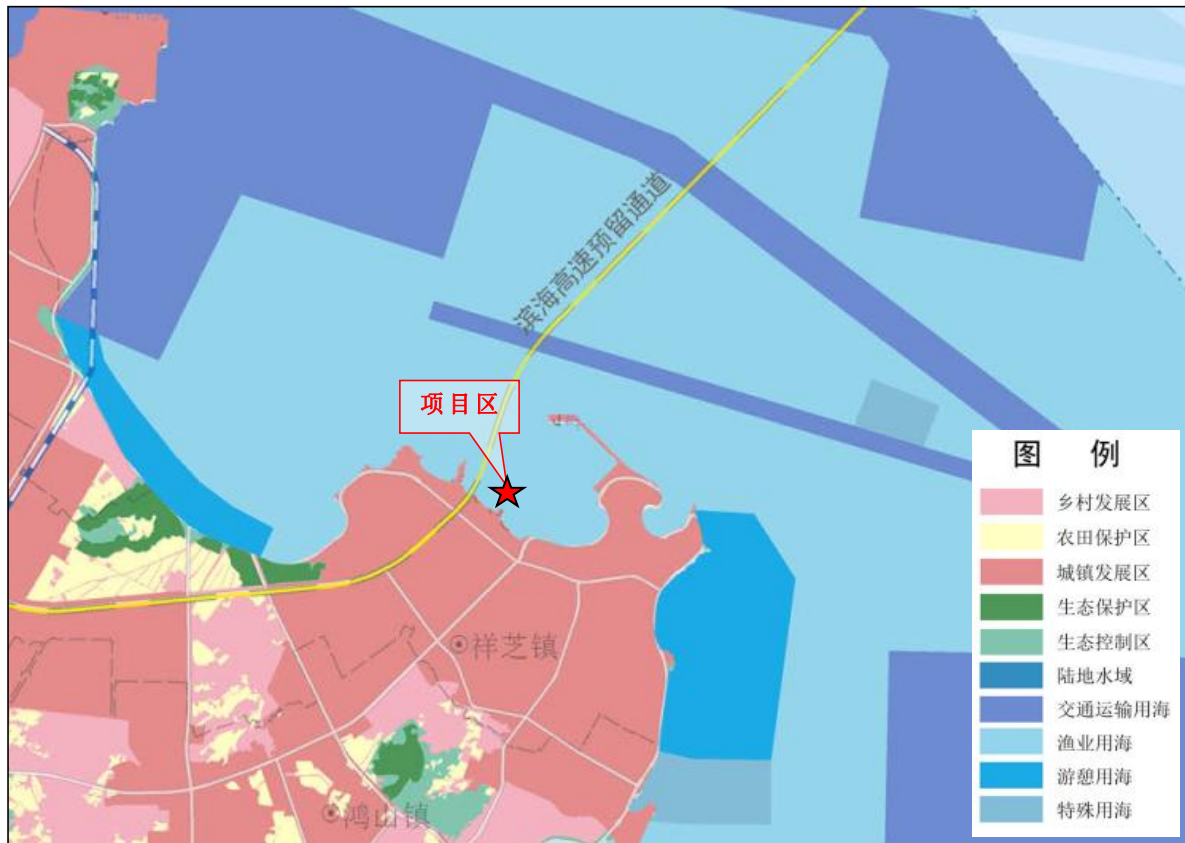 滨海高速预留通道
项目区
祥芝镇
鸿山镇
图 例
乡村发展区
农田保护区
城镇发展区
生态保护区
生态控制区
陆地水域
交通运输用海
渔业用海
游憩用海
特殊用海